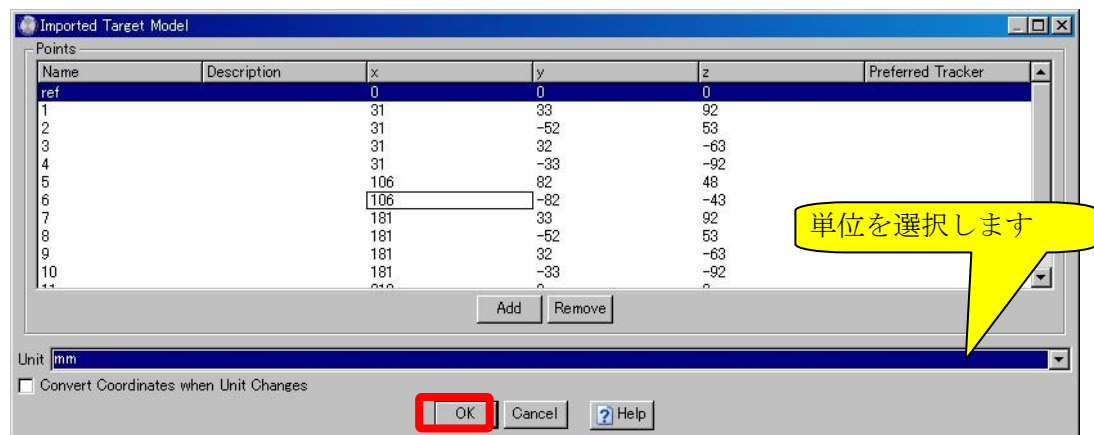 Imported Target Model
Points
Name Description x y z Preferred Tracker
ref 0 0 0
1 31 33 92
2 31 -52 53
3 31 32 -63
4 31 -33 -92
5 106 82 48
6 106 -82 -43
7 181 33 92
8 181 -52 53
9 181 32 -63
10 181 -33 -92
単位を選択します
Add Remove
Unit mm
Convert Coordinates when Unit Changes
OK Cancel Help